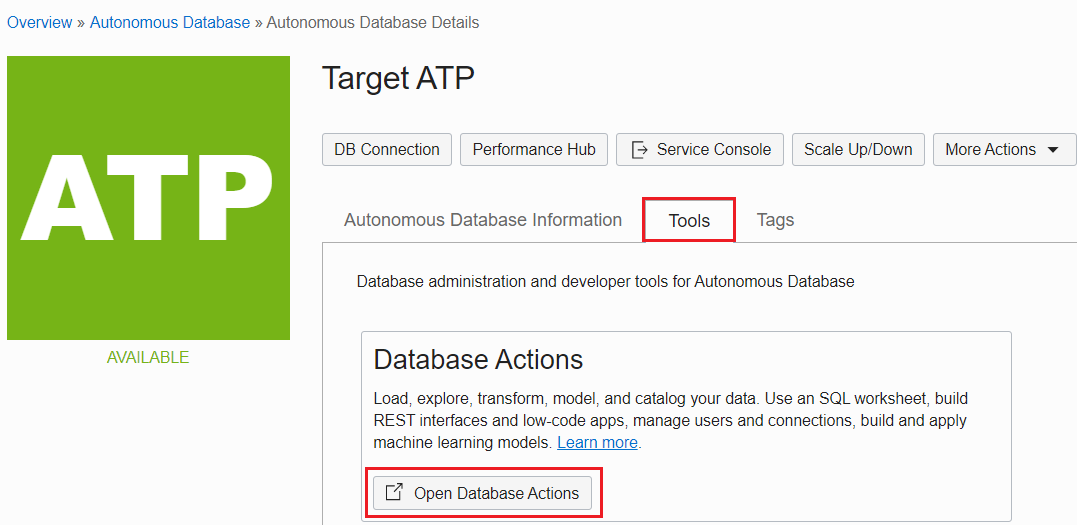 Overview » Autonomous Database » Autonomous Database Details
ATP
AVAILABLE
Target ATP
DB Connection
Performance Hub
Service Console
Scale Up/Down
More Actions
Autonomous Database Information
Tools
Tags
Database administration and developer tools for Autonomous Database
Database Actions
Load, explore, transform, model, and catalog your data. Use an SQL worksheet, build
REST interfaces and low-code apps, manage users and connections, build and apply
machine learning models. Learn more.
Open Database Actions